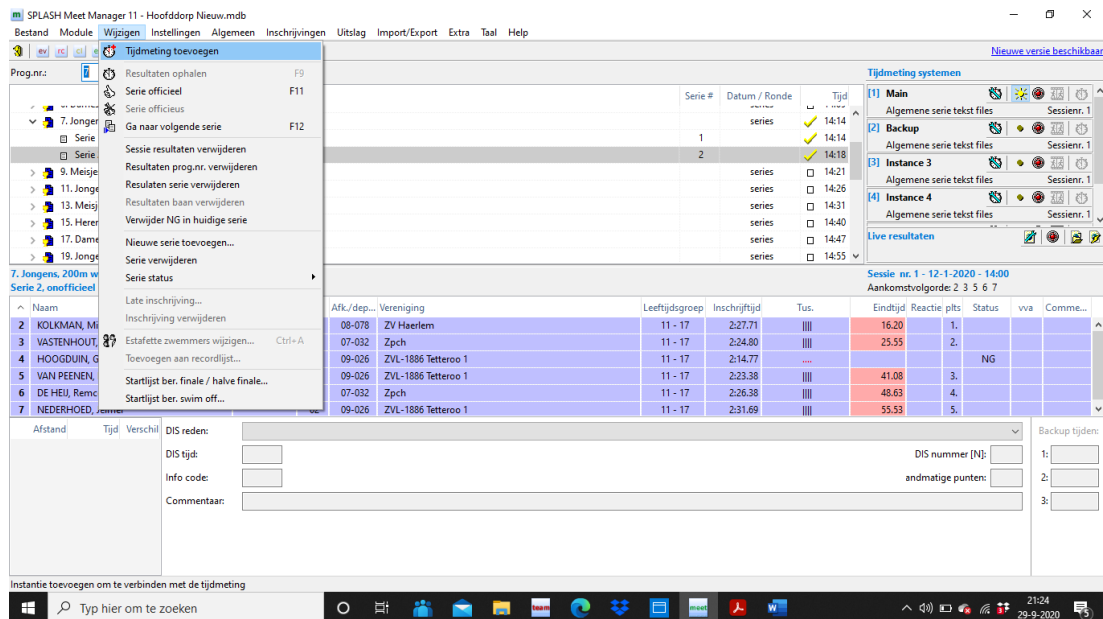 SPLASH Meet Manager 11 - Hoofddorp Nieuw.mdb
Bestand Module Wijzigen Instellingen Algemeen Inschrijvingen Uitslag Import/Export Extra Taal Help
ev rc Nieuwe versie beschikbaar
Prog.nr.: 7
Tijdmeting toevoegen
Resultaten ophalen F9
Serie officieel F11
Serie officieus
Ga naar volgende serie F12
Sessie resultaten verwijderen
Resultaten prog.nr. verwijderen
Resulaten serie verwijderen
Resultaten baan verwijderen
Verwijder NG in huidige serie
Nieuwe serie toevoegen...
Serie verwijderen
Serie status
Late inschrijving...
Inschrijving verwijderen
Estafette zwemmers wijzigen... Ctrl+A
Toevoegen aan recordlijst...
Startlijst ber. finale / halve finale...
Startlijst ber. swim off...
Serie # Datum / Ronde Tijd
7. Jonger series 14:14
Serie 1 14:14
Serie 2 14:18
9. Meisje series 14:21
11. Jonge series 14:26
13. Meisj series 14:31
15. Heren series 14:40
17. Dame series 14:47
19. Jonge series 14:55
Tijdmeting systemen
[1] Main
Algemene serie tekst files Sessienr. 1
[2] Backup
Algemene serie tekst files Sessienr. 1
[3] Instance 3
Algemene serie tekst files Sessienr. 1
[4] Instance 4
Algemene serie tekst files Sessienr. 1
Live resultaten
7. Jongens, 200m w
Serie 2, onofficieel
Sessie nr. 1 - 12-1-2020 - 14:00
Aankomstvolgorde: 2 3 5 6 7
Naam Afk./dep... Vereniging Leeftijdsgroep Inschrijftijd Tus. Eindtijd Reactie plts Status vva Comme...
2 KOLKMAN, Mi 08-078 ZV Haerlem 11 - 17 2:27.71 |||| 16.20 1.
3 VASTENHOUT, 07-032 Zpch 11 - 17 2:24.80 |||| 25.55 2.
4 HOOGDUIN, G 09-026 ZVL-1886 Tetteroo 1 11 - 17 2:14.77 .... NG
5 VAN PEENEN, 09-026 ZVL-1886 Tetteroo 1 11 - 17 2:23.38 |||| 41.08 3.
6 DE HEIJ, Remc 07-032 Zpch 11 - 17 2:26.38 |||| 48.63 4.
7 NEDERHOED, 09-026 ZVL-1886 Tetteroo 1 11 - 17 2:31.69 |||| 55.53 5.
Afstand Tijd Verschil
DIS reden:
DIS tijd: DIS nummer [N]:
Info code: andmatige punten:
Commentaar:
Backup tijden:
1:
2:
3:
Instantie toevoegen om te verbinden met de tijdmeting
Typ hier om te zoeken
team
meet
21:24
29-9-2020